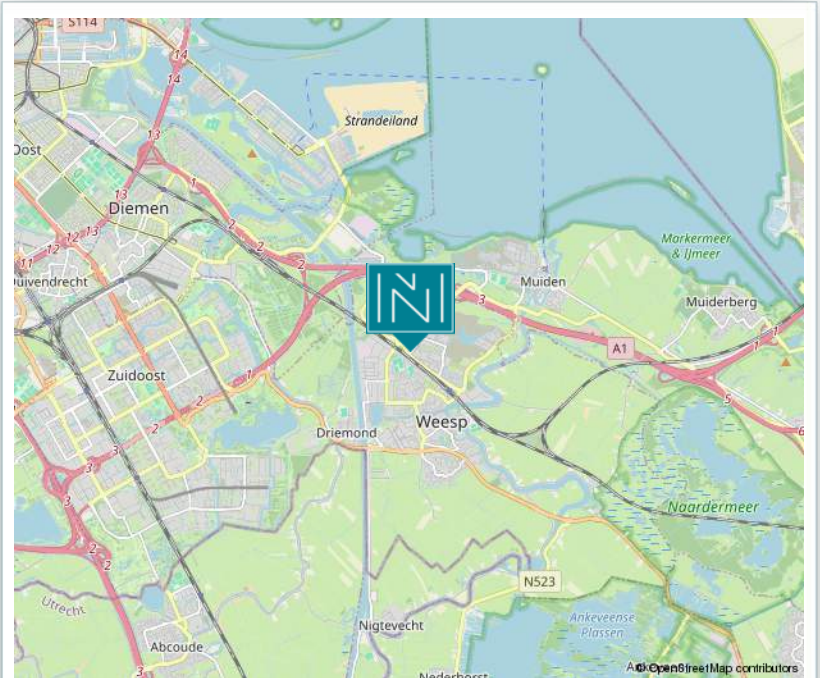 S114
14
14
Strandeiland
13
Oost
1
13
Diemen
2
12
13
12
2
11
2
Markermeer
& IJmeer
Duivendrecht
N
Muiden
3
Muiderberg
1
A1
1
Zuidoost
1
5
2
Weesp
2
Driemond
6
3
3
3
Naardermeer
2
2
N523
Utrecht
Ankeveense
Plassen
Nigtevecht
Abcoude
3
Nederhorst
© OpenStreetMap contributors